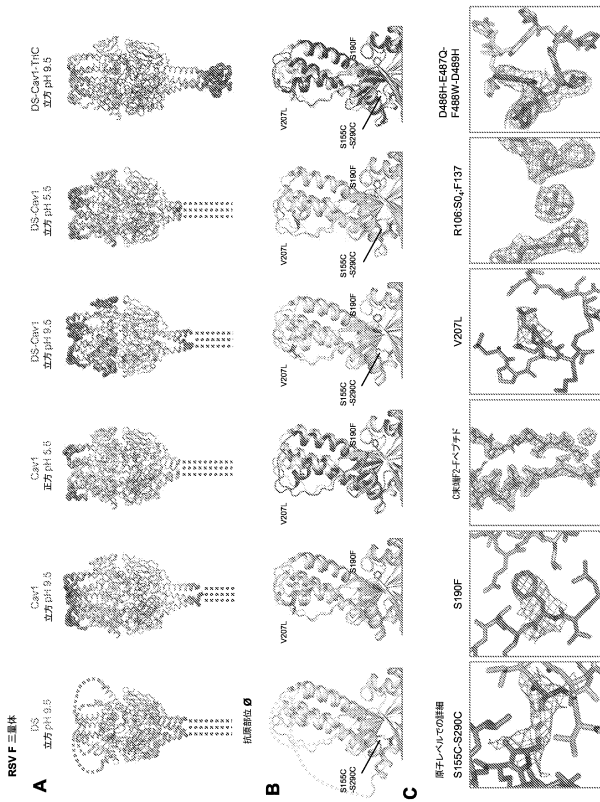 RSV F 三量体
A
DS
立方 pH 9.5
Cav1
立方 pH 9.5
Cav1
正方 pH 5.5
DS-Cav1
立方 pH 9.5
DS-Cav1
立方 pH 5.5
DS-Cav1-TriC
立方 pH 9.5
抗原部位 Ø
B
S155C
-S290C
V207L
S190F
V207L
S190F
V207L
S190F
S155C
-S290C
V207L
S190F
S155C
-S290C
V207L
S190F
S155C
-S290C
C
原子レベルでの詳細
S155C-S290C
S190F
C末端F2-Fペプチド
V207L
R106:SO₄:F137
D486H-E487Q-
F488W-D489H